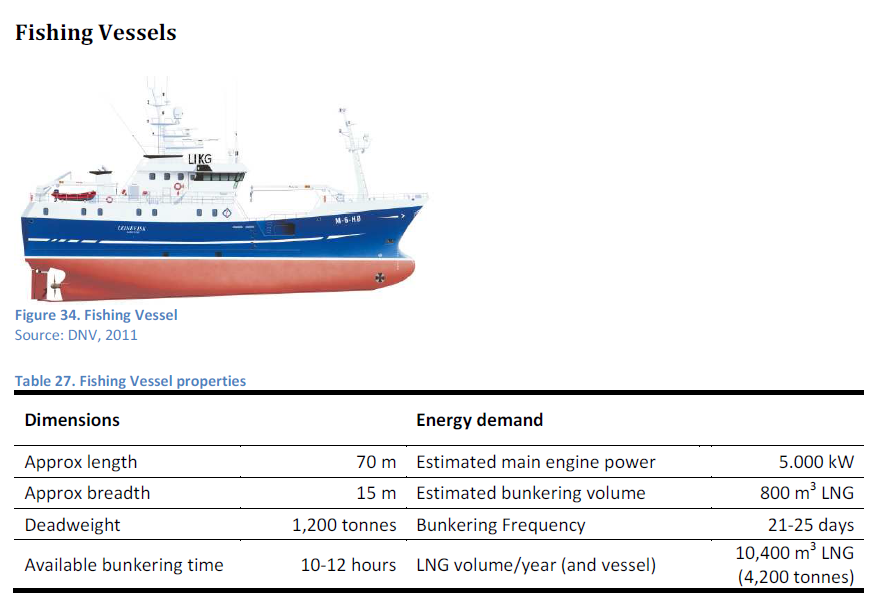 Fishing Vessels
LIKG
M-6-HØ
Figure 34. Fishing Vessel
Source: DNV, 2011
Table 27. Fishing Vessel properties
Dimensions Energy demand
Approx length 70 m Estimated main engine power 5.000 kW
Approx breadth 15 m Estimated bunkering volume 800 m³ LNG
Deadweight 1,200 tonnes Bunkering Frequency 21-25 days
Available bunkering time 10-12 hours LNG volume/year (and vessel) 10,400 m³ LNG
(4,200 tonnes)